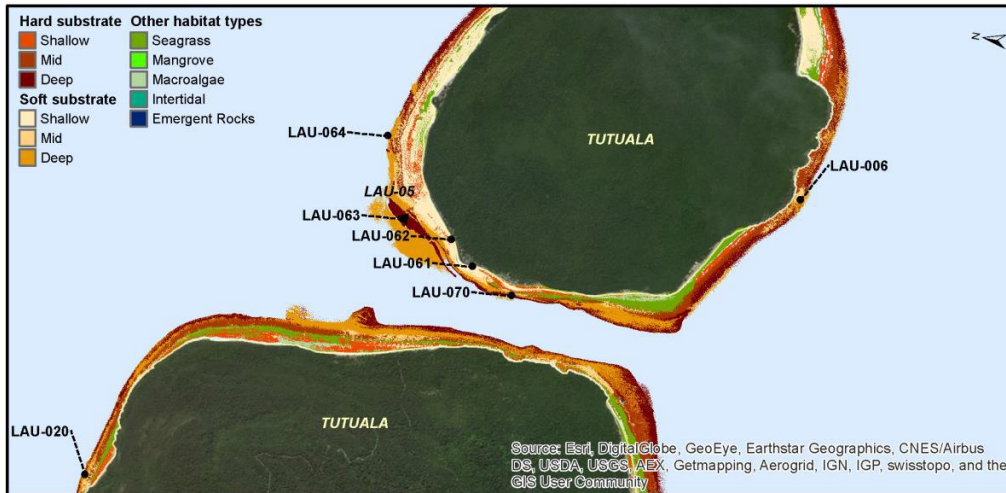 Hard substrate
Shallow
Mid
Deep
Soft substrate
Shallow
Mid
Deep
Other habitat types
Seagrass
Mangrove
Macroalgae
Intertidal
Emergent Rocks
N
LAU-064
TUTUALA
LAU-006
LAU-05
LAU-063
LAU-062
LAU-061
LAU-070
TUTUALA
LAU-020
Source: Esri, DigitalGlobe, GeoEye, Earthstar Geographics, CNES/Airbus
DS, USDA, USGS, AEX, Getmapping, Aerogrid, IGN, IGP, swisstopo, and the
GIS User Community